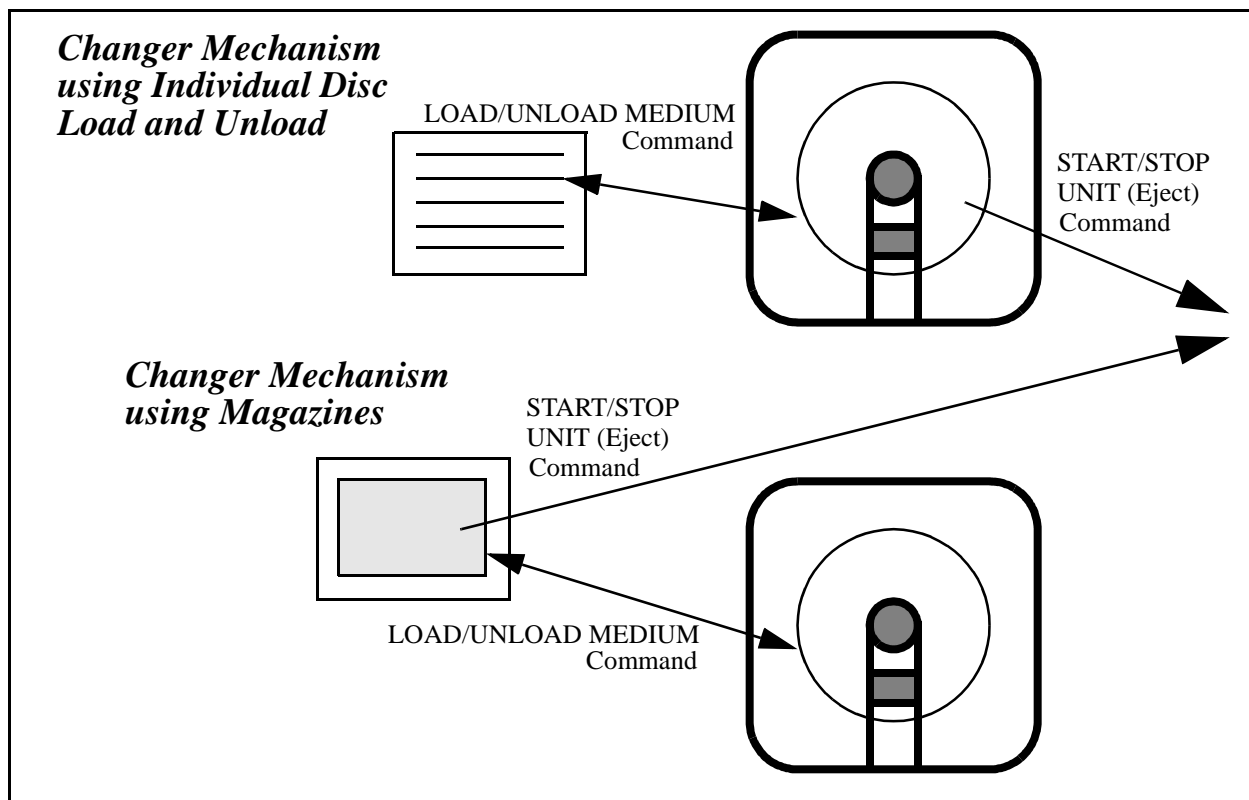 Changer Mechanism
using Individual Disc
Load and Unload
LOAD/UNLOAD MEDIUM
Command
START/STOP
UNIT (Eject)
Command
Changer Mechanism
using Magazines
START/STOP
UNIT (Eject)
Command
LOAD/UNLOAD MEDIUM
Command